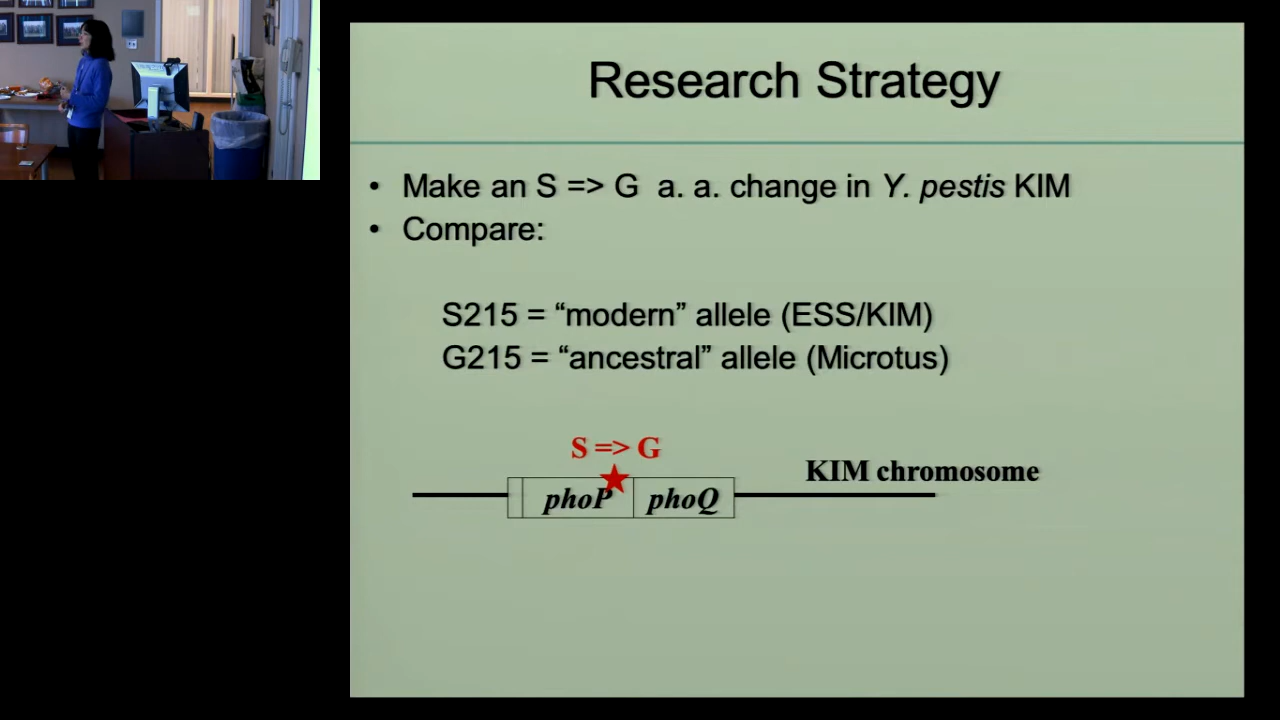 Research Strategy
• Make an S => G a. a. change in Y. pestis KIM
• Compare:
S215 = “modern” allele (ESS/KIM)
G215 = “ancestral” allele (Microtus)
S => G
KIM chromosome
phoP phoQ